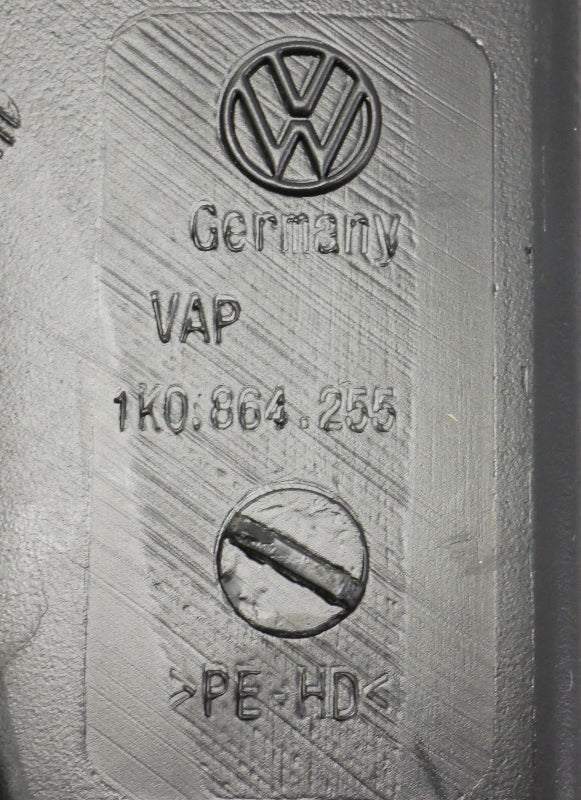 Germany
VAP
1K0.864.255
>PE-HD<